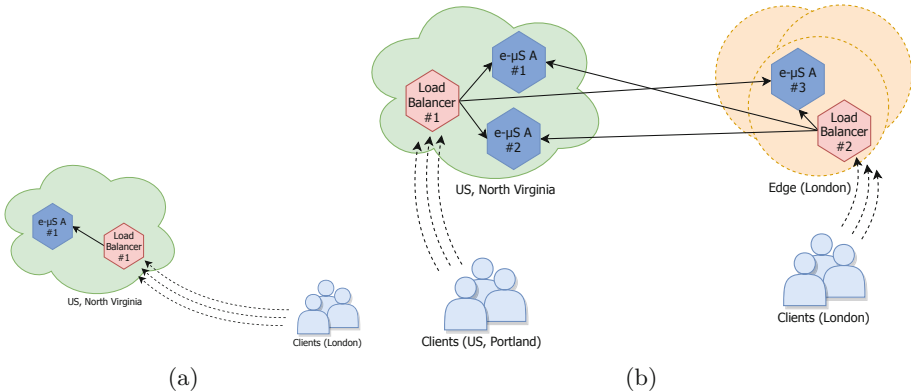 e-μS A
#1
Load
Balancer
#1
US, North Virginia
Clients (London)
(a)
e-μS A
#1
Load
Balancer
#1
e-μS A
#2
US, North Virginia
e-μS A
#3
Load
Balancer
#2
Edge (London)
Clients (US, Portland)
Clients (London)
(b)